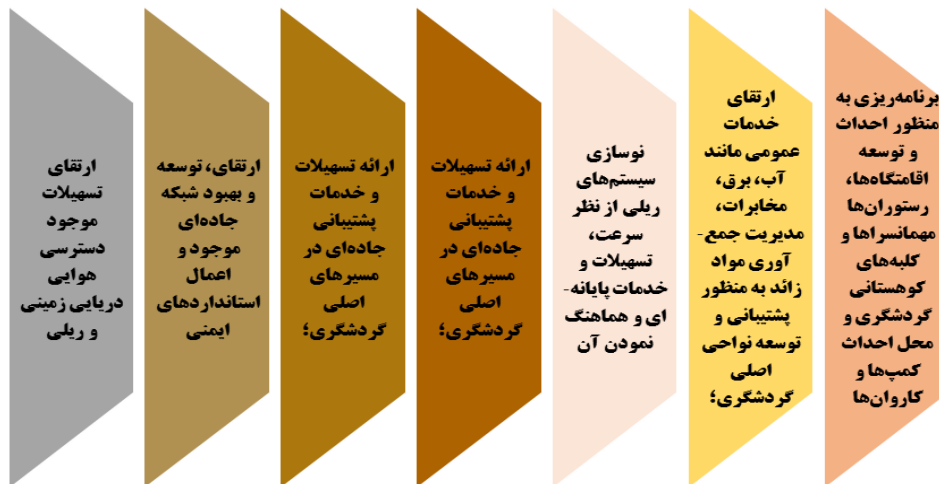 برنامه‌ریزی به
منظور احداث
و توسعه
اقامتگاه‌ها،
رستوران‌ها
مهمانسراها و
کلبه‌های
کوهستانی
گردشگری و
محل احداث
کمپ‌ها و
کاروان‌ها
ارتقای
خدمات
عمومی مانند
آب، برق،
مخابرات،
مدیریت جمع-
آوری مواد
زائد به منظور
پشتیبانی و
توسعه نواحی
اصلی
گردشگری؛
نوسازی
سیستم‌های
ریلی از نظر
سرعت،
تسهیلات و
خدمات پایانه-
ای و هماهنگ
نمودن آن
ارائه تسهیلات
و خدمات
پشتیبانی
جاده‌ای در
مسیرهای
اصلی
گردشگری؛
ارائه تسهیلات
و خدمات
پشتیبانی
جاده‌ای در
مسیرهای
اصلی
گردشگری؛
ارتقای، توسعه
و بهبود شبکه
جاده‌ای
موجود و
اعمال
استانداردهای
ایمنی
ارتقای
تسهیلات
موجود
دسترسی
هوایی
دریایی زمینی
و ریلی